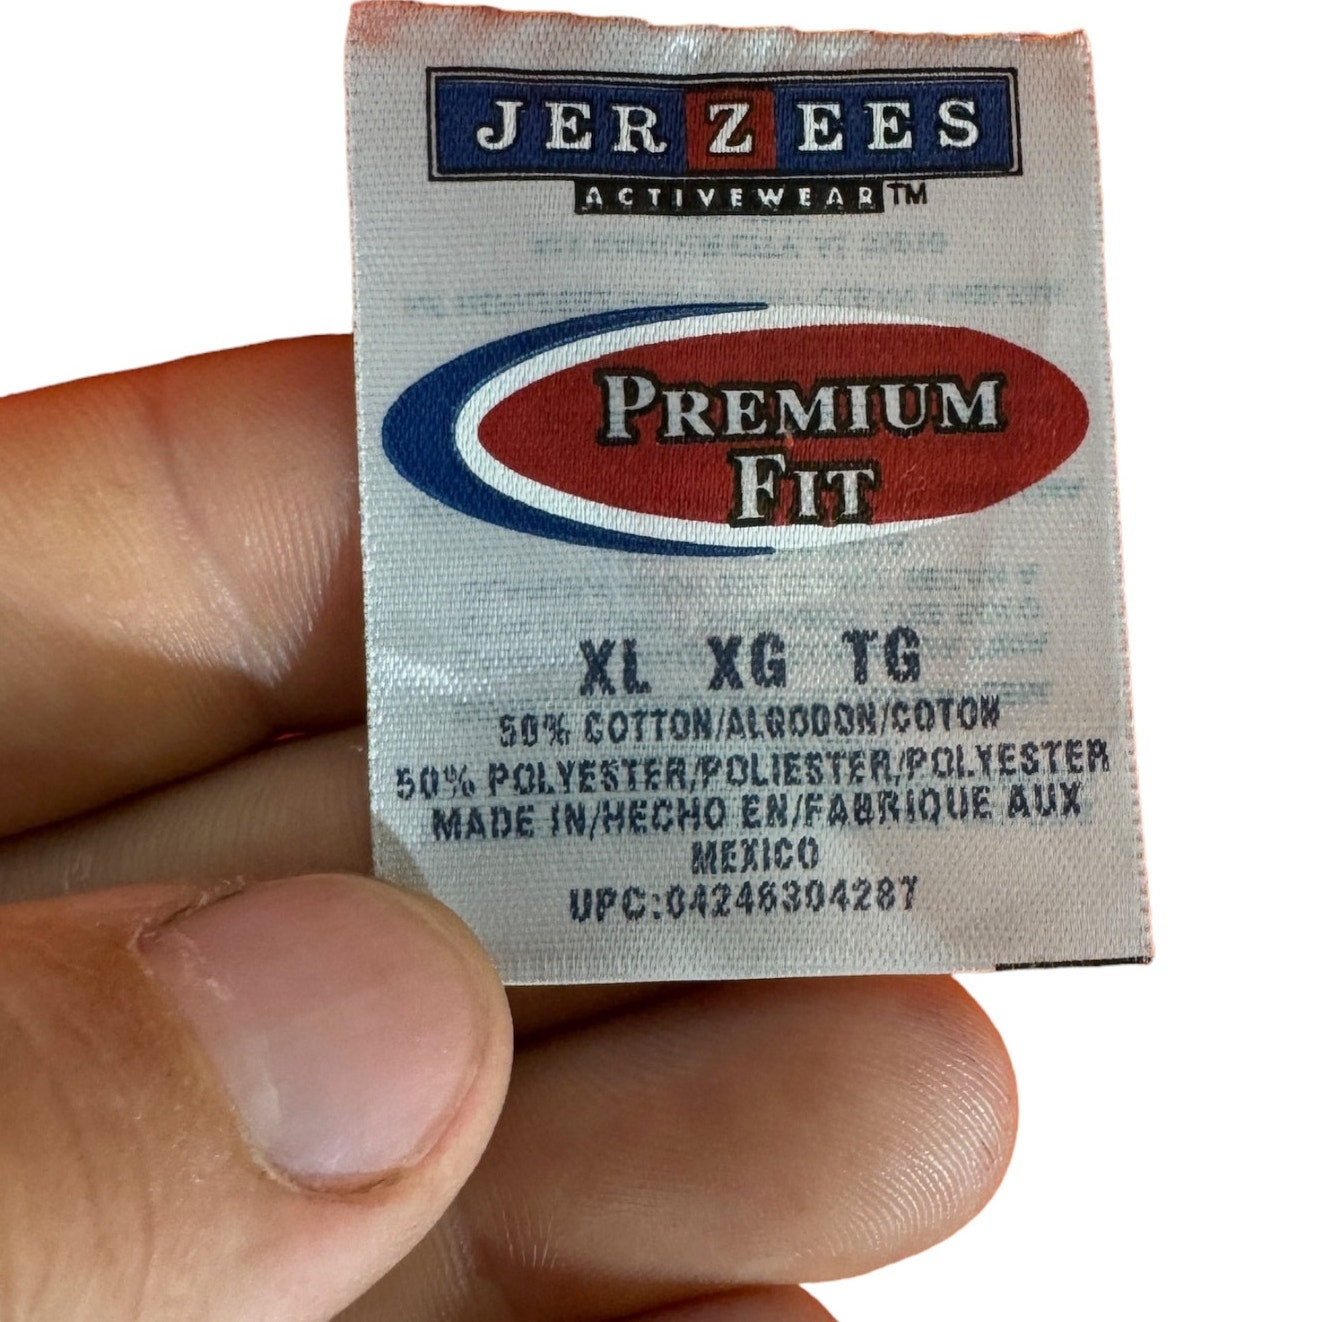 JERZEES
ACTIVEWEAR™
PREMIUM
FIT
XL XG TG
50% COTTON/ALGODON/COTON
50% POLYESTER/POLIESTER/POLYESTER
MADE IN/HECHO EN/FABRIQUE AUX
MEXICO
UPC:04246304287